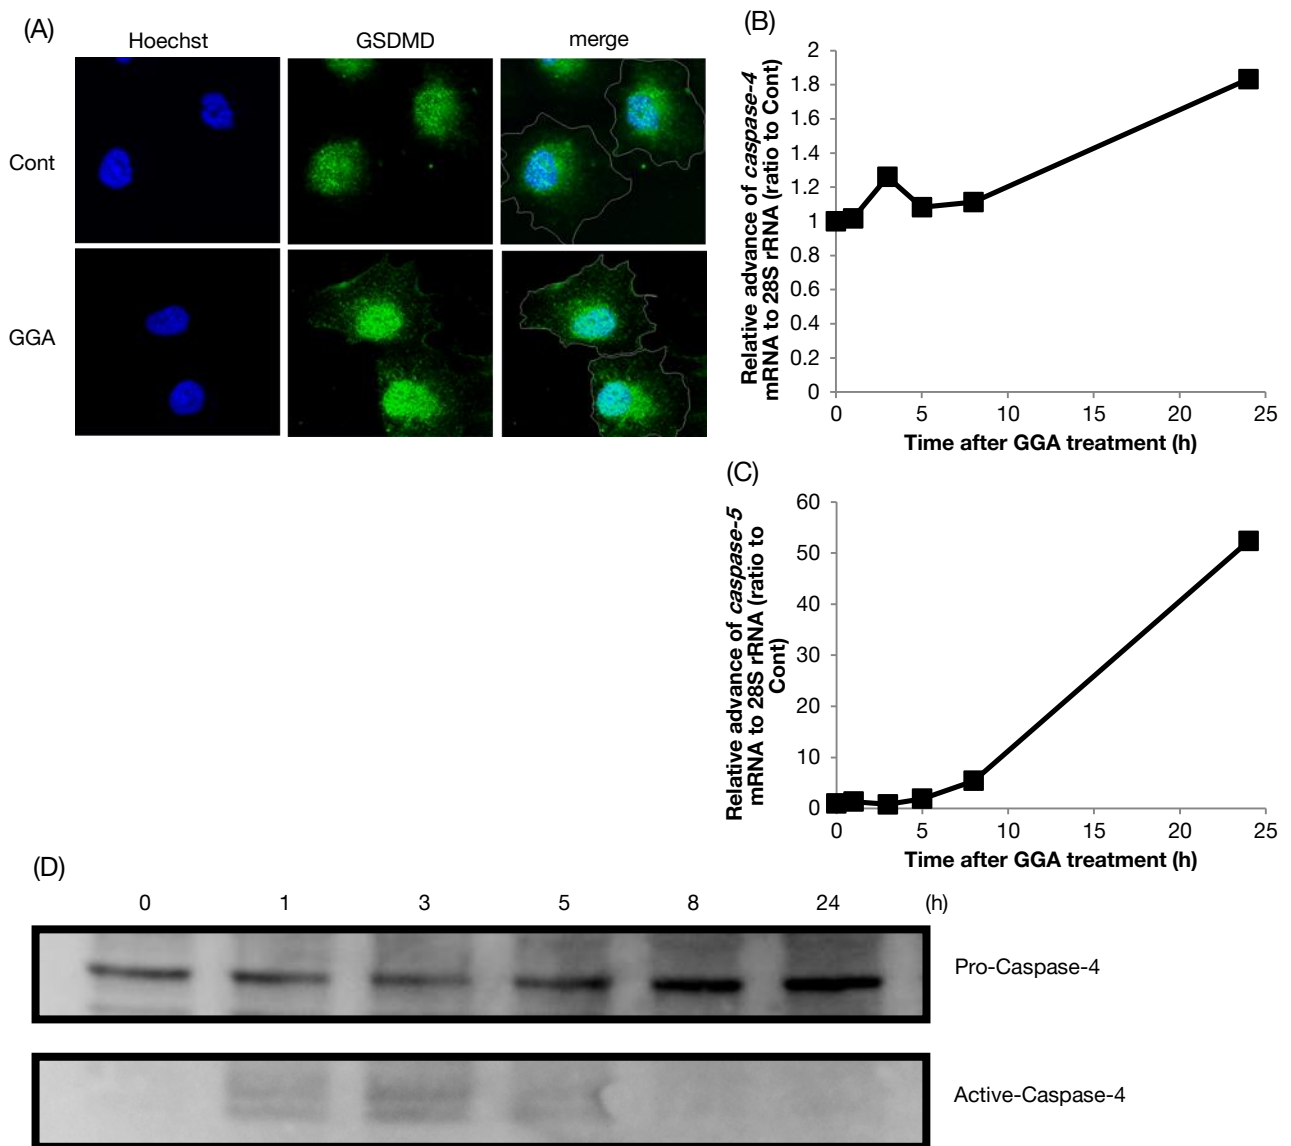 (A)
Hoechst GSDMD merge
Cont
GGA
(B)
Relative advance of caspase-4
mRNA to 28S rRNA (ratio to Cont)
2
1.8
1.6
1.4
1.2
1
0.8
0.6
0.4
0.2
0
0 5 10 15 20 25
Time after GGA treatment (h)
(C)
Relative advance of caspase-5
mRNA to 28S rRNA (ratio to
Cont)
60
50
40
30
20
10
0
0 5 10 15 20 25
Time after GGA treatment (h)
(D)
0 1 3 5 8 24 (h)
Pro-Caspase-4
Active-Caspase-4